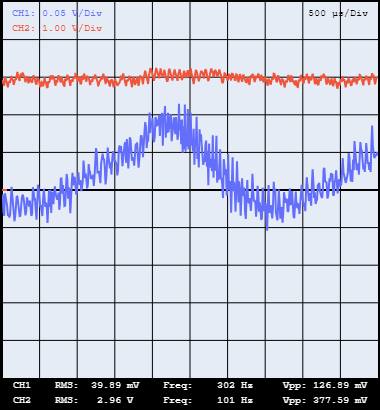 CH1: 0.05 V/Div 500 µs/Div
CH2: 1.00 V/Div
CH1 RMS: 39.89 mV Freq: 302 Hz Vpp: 126.89 mV
CH2 RMS: 2.96 V Freq: 101 Hz Vpp: 377.59 mV